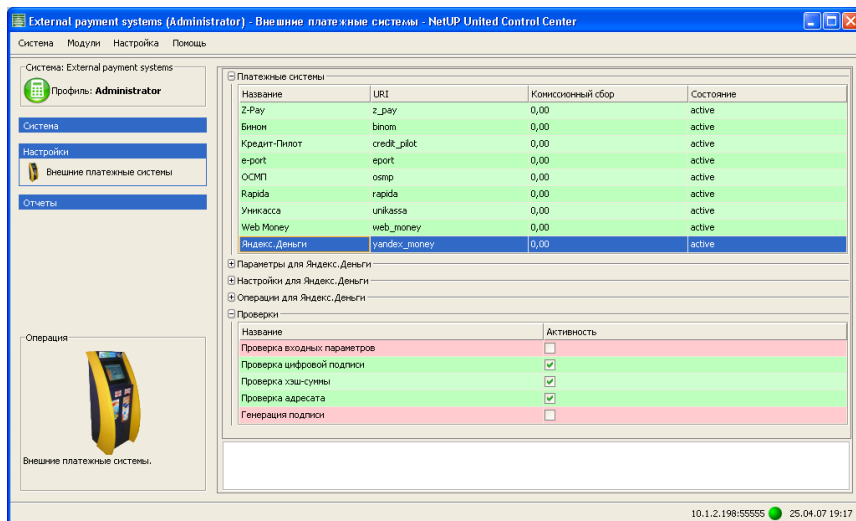 External payment systems (Administrator) - Внешние платежные системы - NetUP United Control Center
Система Модули Настройка Помощь
Система: External payment systems
Профиль: Administrator
Система
Настройки
Внешние платежные системы
Отчеты
Операция
Внешние платежные системы.
Платежные системы
Название URI Комиссионный сбор Состояние
Z-Pay z_pay 0,00 active
Бином binom 0,00 active
Кредит-Пилот credit_pilot 0,00 active
e-port eport 0,00 active
ОСМП osmp 0,00 active
Rapida rapida 0,00 active
Уникасса unikassa 0,00 active
Web Money web_money 0,00 active
Яндекс.Деньги yandex_money 0,00 active
Параметры для Яндекс.Деньги
Настройки для Яндекс.Деньги
Операции для Яндекс.Деньги
Проверки
Название Активность
Проверка входных параметров
Проверка цифровой подписи
Проверка хэш-суммы
Проверка адресата
Генерация подписи
10.1.2.198:55555 25.04.07 19:17